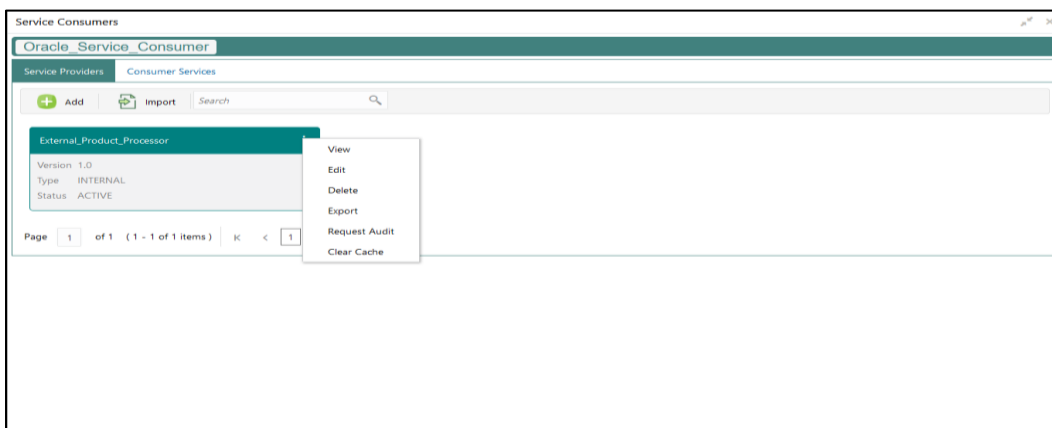 Service Consumers
Oracle_Service_Consumer
Service Providers Consumer Services
Add Import Search
External_Product_Processor
Version 1.0
Type INTERNAL
Status ACTIVE
View
Edit
Delete
Export
Request Audit
Clear Cache
Page 1 of 1 ( 1 - 1 of 1 items ) K < 1